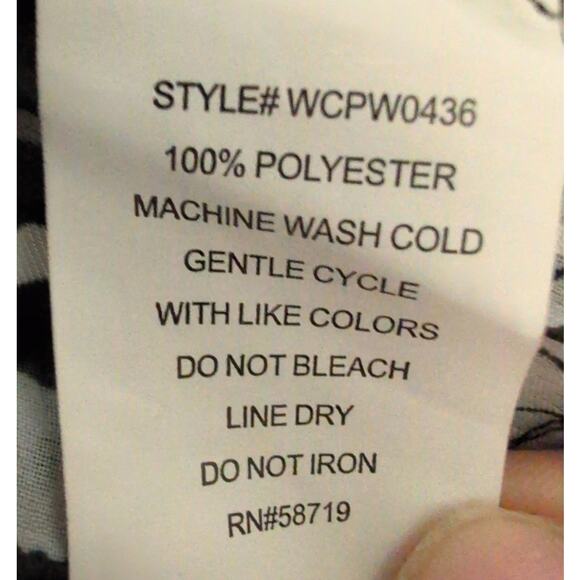 STYLE# WCPW0436
100% POLYESTER
MACHINE WASH COLD
GENTLE CYCLE
WITH LIKE COLORS
DO NOT BLEACH
LINE DRY
DO NOT IRON
RN#58719